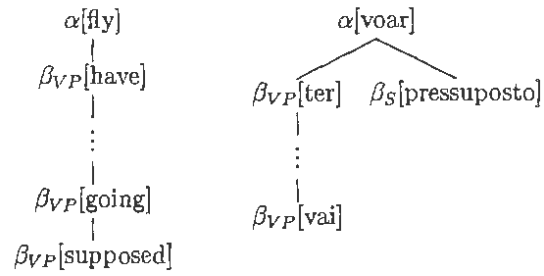 α[fly]
β_VP[have]
⋮
β_VP[going]
β_VP[supposed]
α[voar]
β_VP[ter] β_S[pressuposto]
⋮
β_VP[vai]